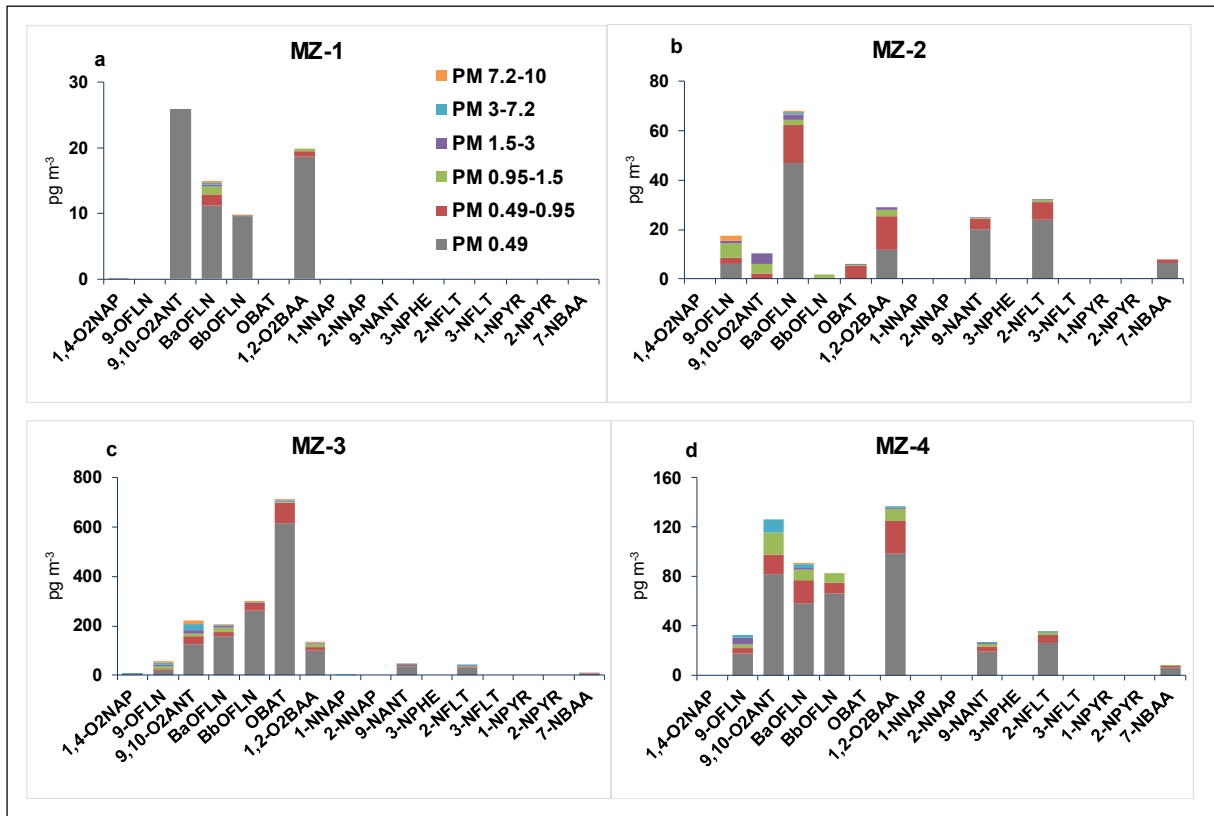 a
MZ-1
30
20
10
0
pg m-3
PM 7.2-10
PM 3-7.2
PM 1.5-3
PM 0.95-1.5
PM 0.49-0.95
PM 0.49
1,4-O2NAP
9-OFLN
9,10-O2ANT
BaOFLN
BbOFLN
OBAT
1,2-O2BAA
1-NNAP
2-NNAP
9-NANT
3-NPHE
2-NFLT
3-NFLT
1-NPYR
2-NPYR
7-NBAA
b
MZ-2
80
60
40
20
0
pg m-3
1,4-O2NAP
9-OFLN
9,10-O2ANT
BaOFLN
BbOFLN
OBAT
1,2-O2BAA
1-NNAP
2-NNAP
9-NANT
3-NPHE
2-NFLT
3-NFLT
1-NPYR
2-NPYR
7-NBAA
c
MZ-3
800
600
400
200
0
pg m-3
1,4-O2NAP
9-OFLN
9,10-O2ANT
BaOFLN
BbOFLN
OBAT
1,2-O2BAA
1-NNAP
2-NNAP
9-NANT
3-NPHE
2-NFLT
3-NFLT
1-NPYR
2-NPYR
7-NBAA
d
MZ-4
160
120
80
40
0
pg m-3
1,4-O2NAP
9-OFLN
9,10-O2ANT
BaOFLN
BbOFLN
OBAT
1,2-O2BAA
1-NNAP
2-NNAP
9-NANT
3-NPHE
2-NFLT
3-NFLT
1-NPYR
2-NPYR
7-NBAA